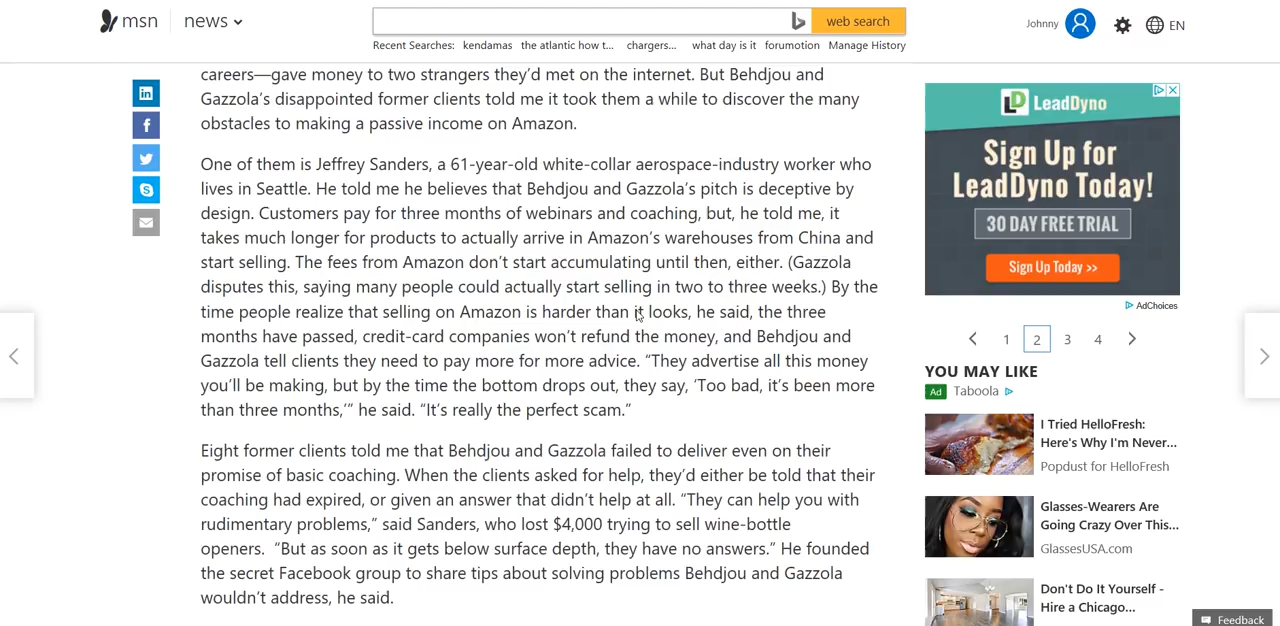 msn
news
web search
Johnny
EN
Recent Searches: kendamas the atlantic how t... chargers... what day is it forumotion Manage History
careers—gave money to two strangers they’d met on the internet. But Behdjou and
Gazzola’s disappointed former clients told me it took them a while to discover the many
obstacles to making a passive income on Amazon.
One of them is Jeffrey Sanders, a 61-year-old white-collar aerospace-industry worker who
lives in Seattle. He told me he believes that Behdjou and Gazzola’s pitch is deceptive by
design. Customers pay for three months of webinars and coaching, but, he told me, it
takes much longer for products to actually arrive in Amazon’s warehouses from China and
start selling. The fees from Amazon don’t start accumulating until then, either. (Gazzola
disputes this, saying many people could actually start selling in two to three weeks.) By the
time people realize that selling on Amazon is harder than it looks, he said, the three
months have passed, credit-card companies won’t refund the money, and Behdjou and
Gazzola tell clients they need to pay more for more advice. “They advertise all this money
you’ll be making, but by the time the bottom drops out, they say, ‘Too bad, it’s been more
than three months,’” he said. “It’s really the perfect scam.”
Eight former clients told me that Behdjou and Gazzola failed to deliver even on their
promise of basic coaching. When the clients asked for help, they’d either be told that their
coaching had expired, or given an answer that didn’t help at all. “They can help you with
rudimentary problems,” said Sanders, who lost $4,000 trying to sell wine-bottle
openers.  “But as soon as it gets below surface depth, they have no answers.” He founded
the secret Facebook group to share tips about solving problems Behdjou and Gazzola
wouldn’t address, he said.
LeadDyno
Sign Up for
LeadDyno Today!
30 DAY FREE TRIAL
Sign Up Today >>
AdChoices
1 2 3 4
YOU MAY LIKE
Ad Taboola
I Tried HelloFresh:
Here's Why I'm Never...
Popdust for HelloFresh
Glasses-Wearers Are
Going Crazy Over This...
GlassesUSA.com
Don't Do It Yourself -
Hire a Chicago...
Feedback